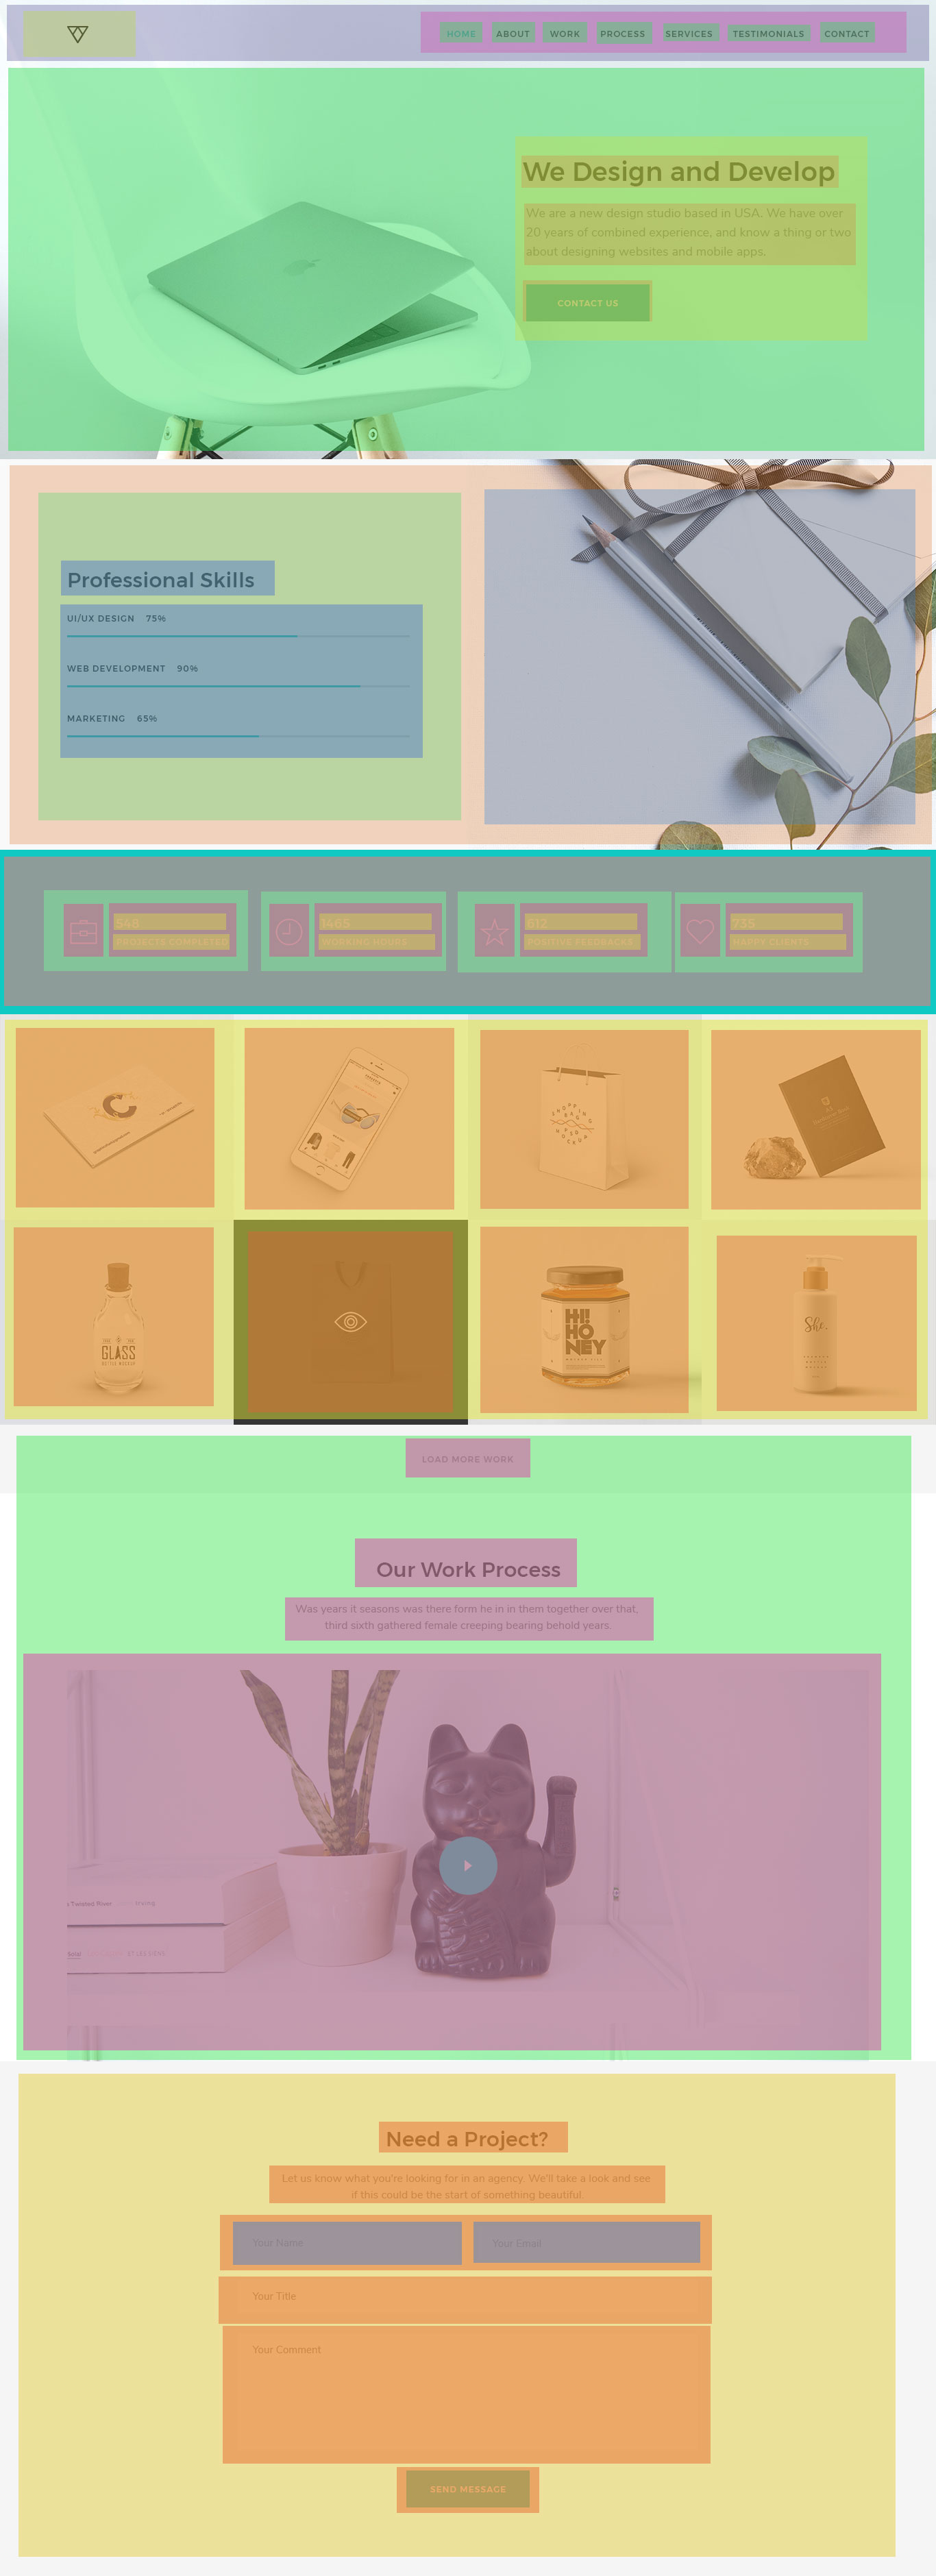 HOME ABOUT WORK PROCESS SERVICES TESTIMONIALS CONTACT
We Design and Develop
We are a new design studio based in USA. We have over
20 years of combined experience, and know a thing or two
about designing websites and mobile apps.
CONTACT US
Professional Skills
UI/UX DESIGN 75%
WEB DEVELOPMENT 90%
MARKETING 65%
548
PROJECTS COMPLETED
1465
WORKING HOURS
612
POSITIVE FEEDBACKS
735
HAPPY CLIENTS
GLASS
HI!
HO
NEY
She.
LOAD MORE WORK
Our Work Process
Was years it seasons was there form he in in them together over that,
third sixth gathered female creeping bearing behold years.
Twisted River
Need a Project?
Let us know what you're looking for in an agency. We'll take a look and see
if this could be the start of something beautiful.
Your Name
Your Email
Your Title
Your Comment
SEND MESSAGE